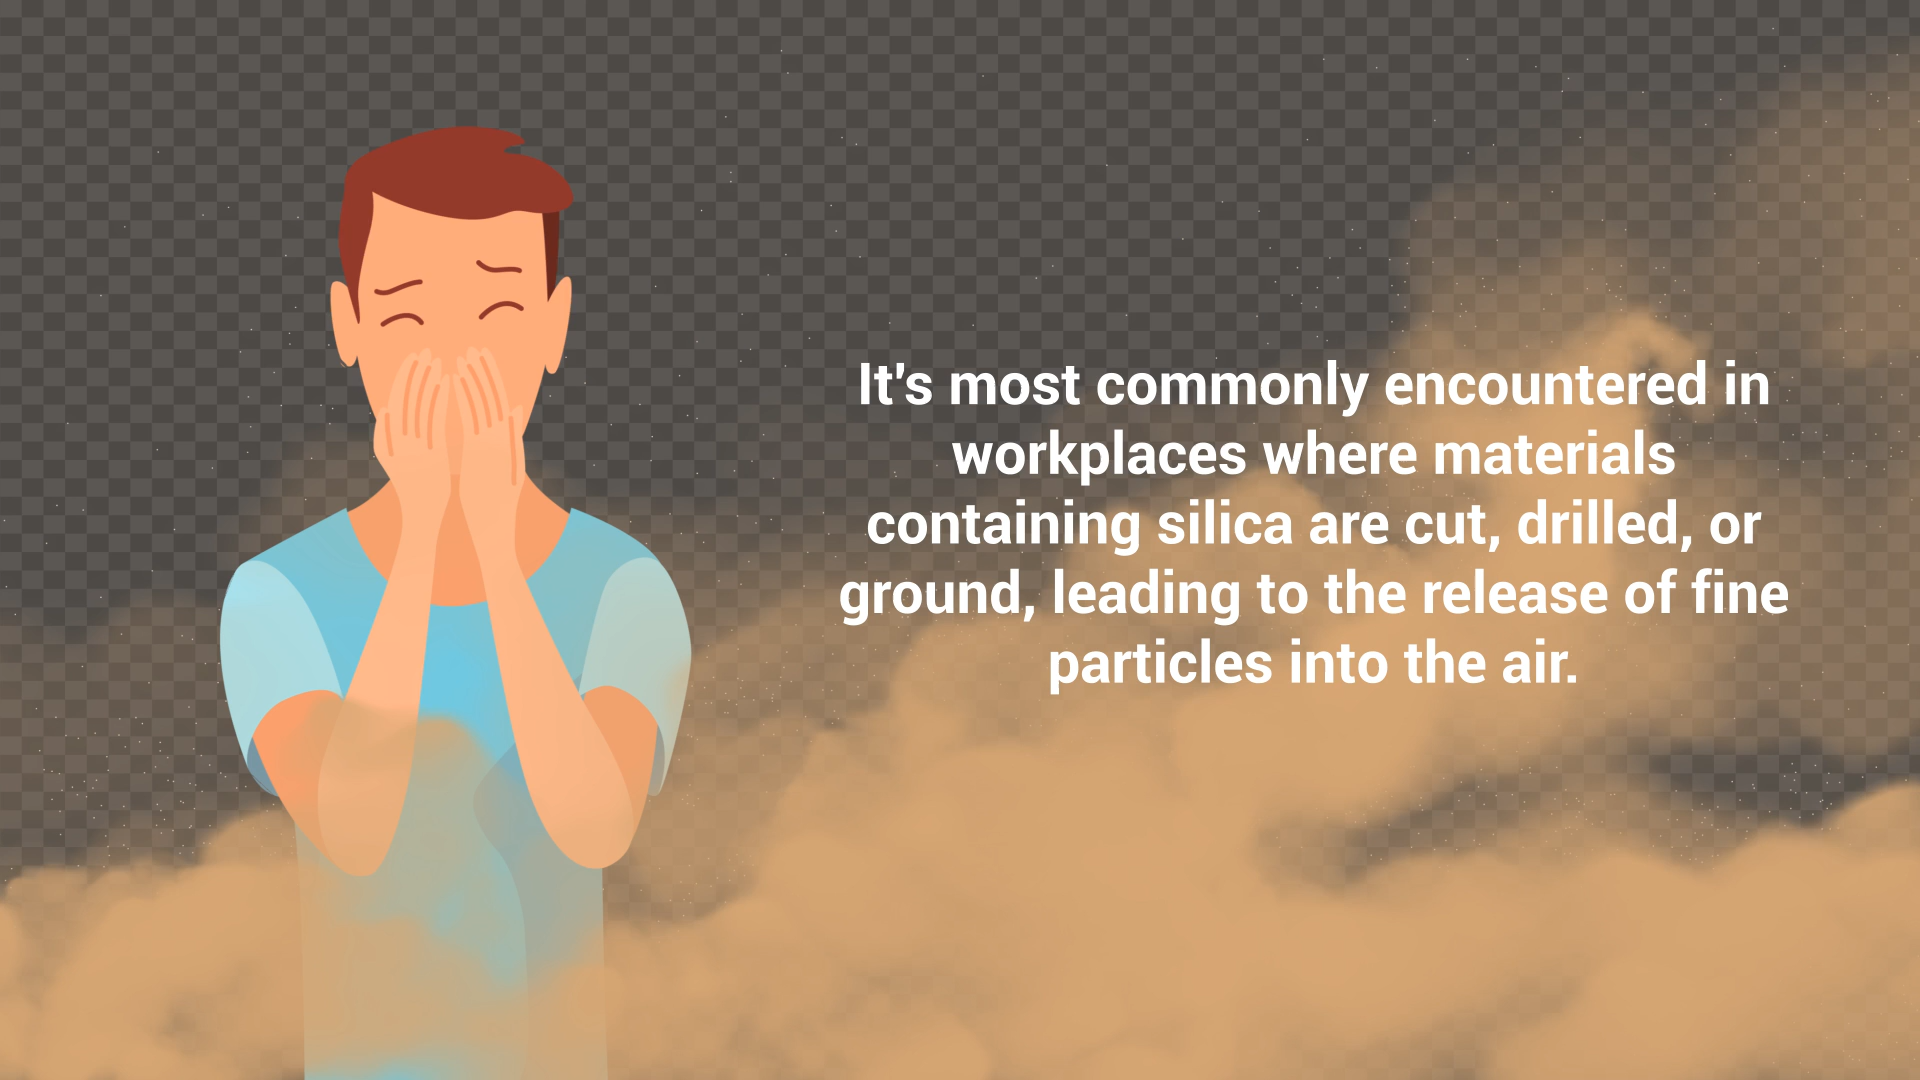 It's most commonly encountered in
workplaces where materials
containing silica are cut, drilled, or
ground, leading to the release of fine
particles into the air.